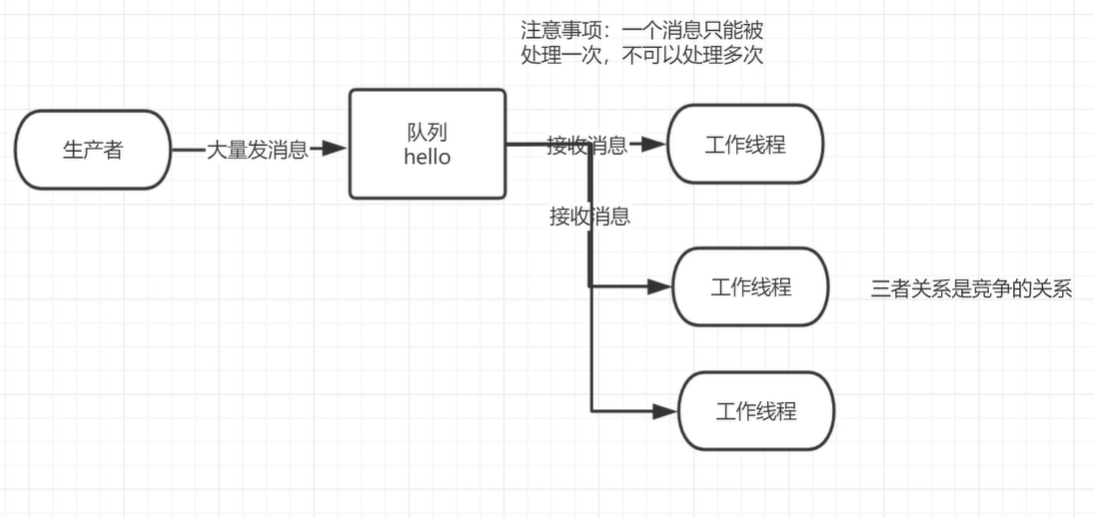 注意事项：一个消息只能被
处理一次，不可以处理多次
生产者
大量发消息
队列
hello
接收消息
工作线程
接收消息
工作线程
三者关系是竞争的关系
工作线程